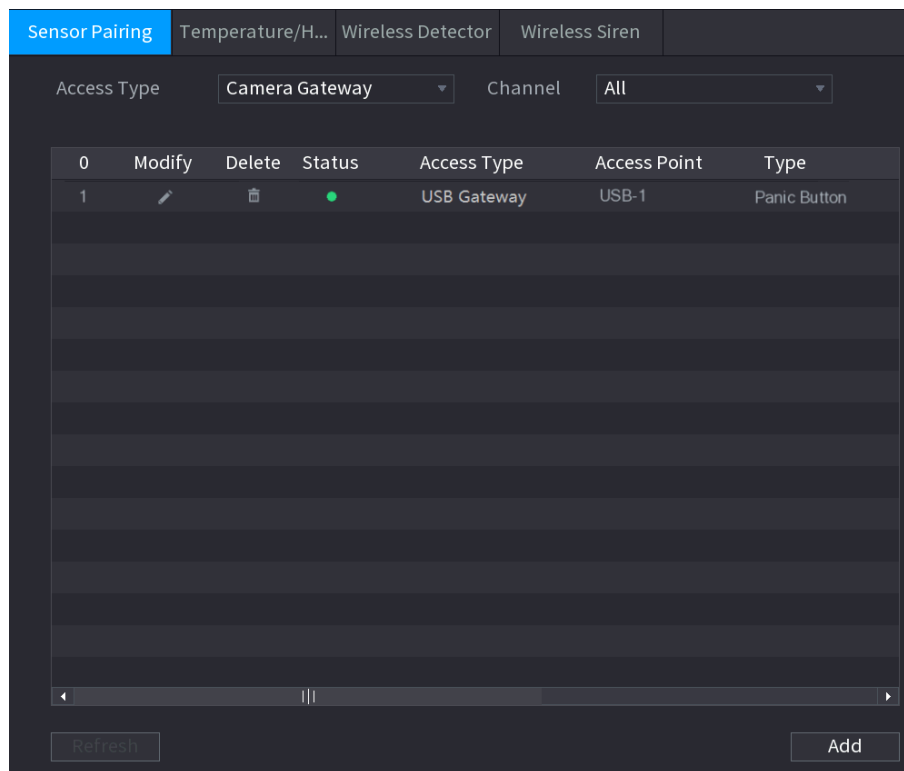 Sensor Pairing Temperature/H... Wireless Detector Wireless Siren
Access Type Camera Gateway Channel All
0 Modify Delete Status Access Type Access Point Type
1 USB Gateway USB-1 Panic Button
Refresh Add